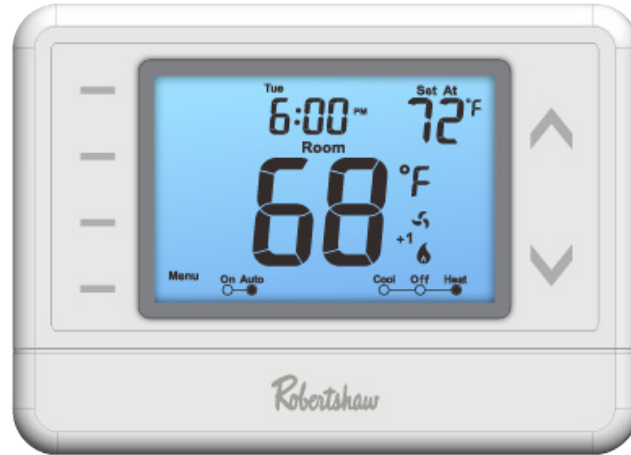 Tue
6:00 PM
Set At
72°F
Room
68 °F
+1
Menu
On Auto
Cool Off Heat
Robertshaw